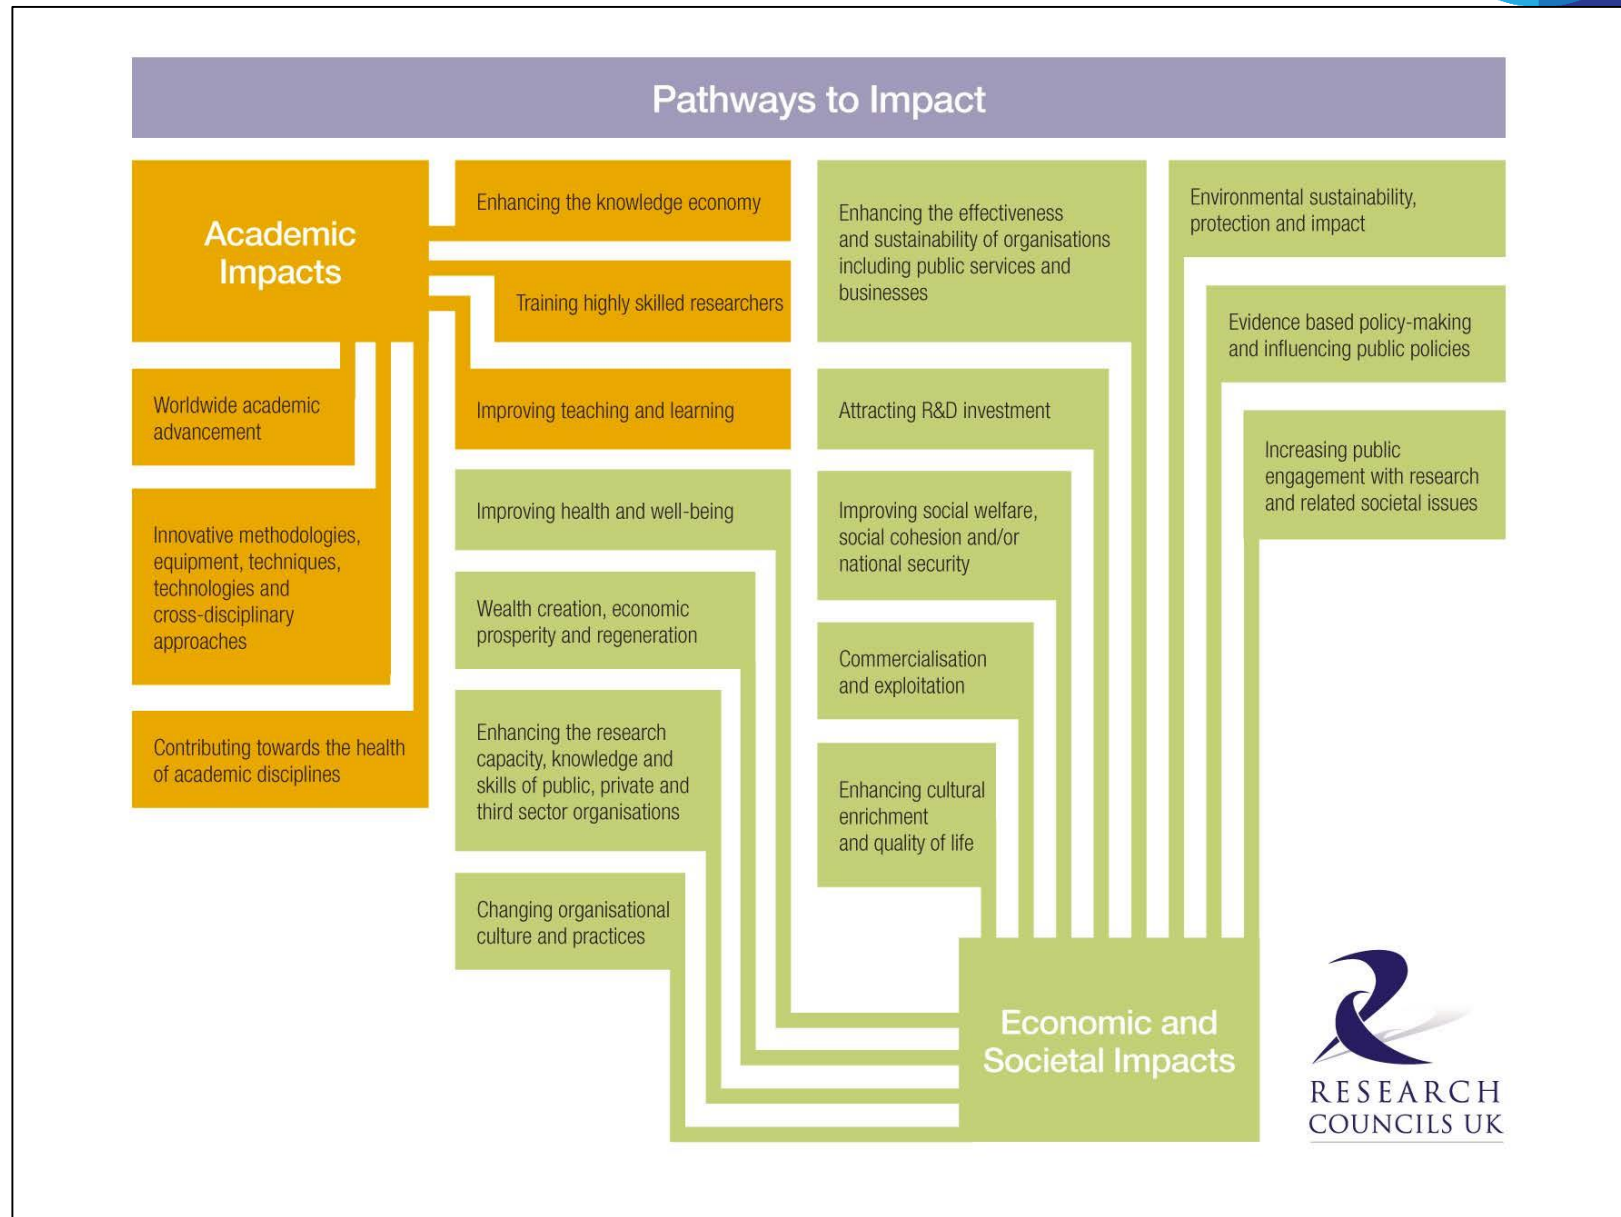 Pathways to Impact
Academic
Impacts
Worldwide academic
advancement
Innovative methodologies,
equipment, techniques,
technologies and
cross-disciplinary
approaches
Contributing towards the health
of academic disciplines
Enhancing the knowledge economy
Training highly skilled researchers
Improving teaching and learning
Improving health and well-being
Wealth creation, economic
prosperity and regeneration
Enhancing the research
capacity, knowledge and
skills of public, private and
third sector organisations
Changing organisational
culture and practices
Enhancing the effectiveness
and sustainability of organisations
including public services and
businesses
Attracting R&D investment
Improving social welfare,
social cohesion and/or
national security
Commercialisation
and exploitation
Enhancing cultural
enrichment
and quality of life
Environmental sustainability,
protection and impact
Evidence based policy-making
and influencing public policies
Increasing public
engagement with research
and related societal issues
Economic and
Societal Impacts
RESEARCH
COUNCILS UK